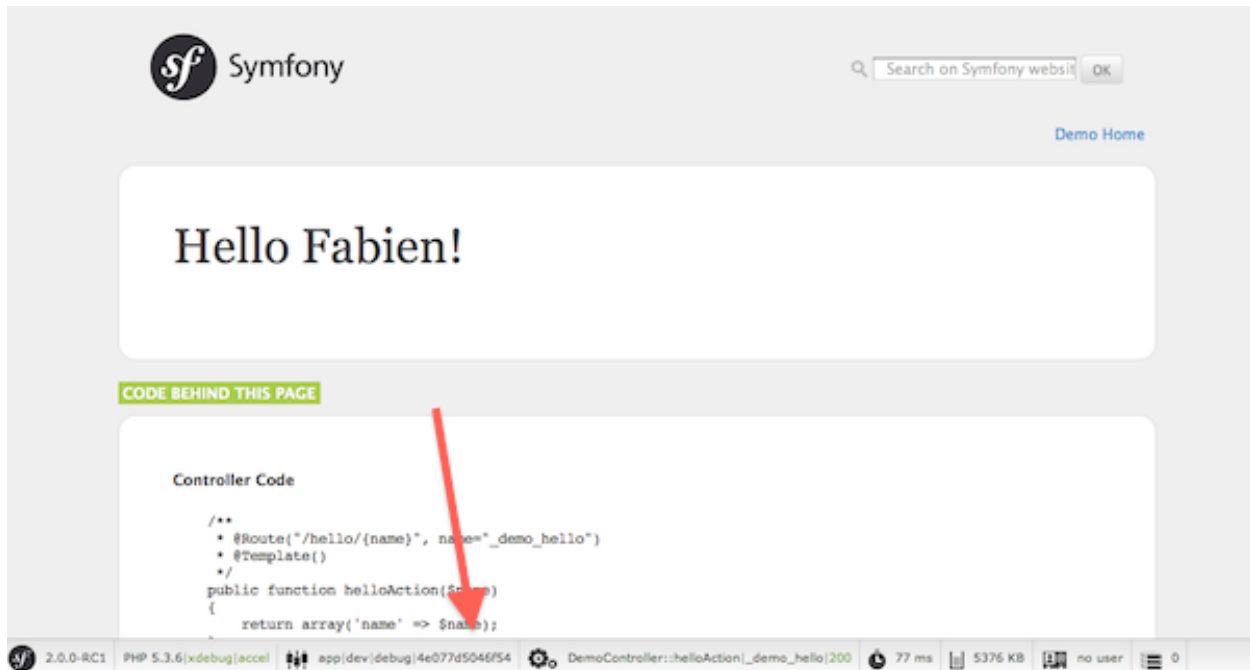 sf Symfony
Search on Symfony websit OK
Demo Home
Hello Fabien!
CODE BEHIND THIS PAGE
Controller Code
/**
* @Route("/hello/{name}", name="_demo_hello")
* @Template()
*/
public function helloAction($name)
{
return array('name' => $name);
sf 2.0.0-RC1 PHP 5.3.6|xdebug|accel app|dev|debug|4e077d5046f54 DemoController::helloAction|_demo_hello|200 77 ms 5376 KB no user 0